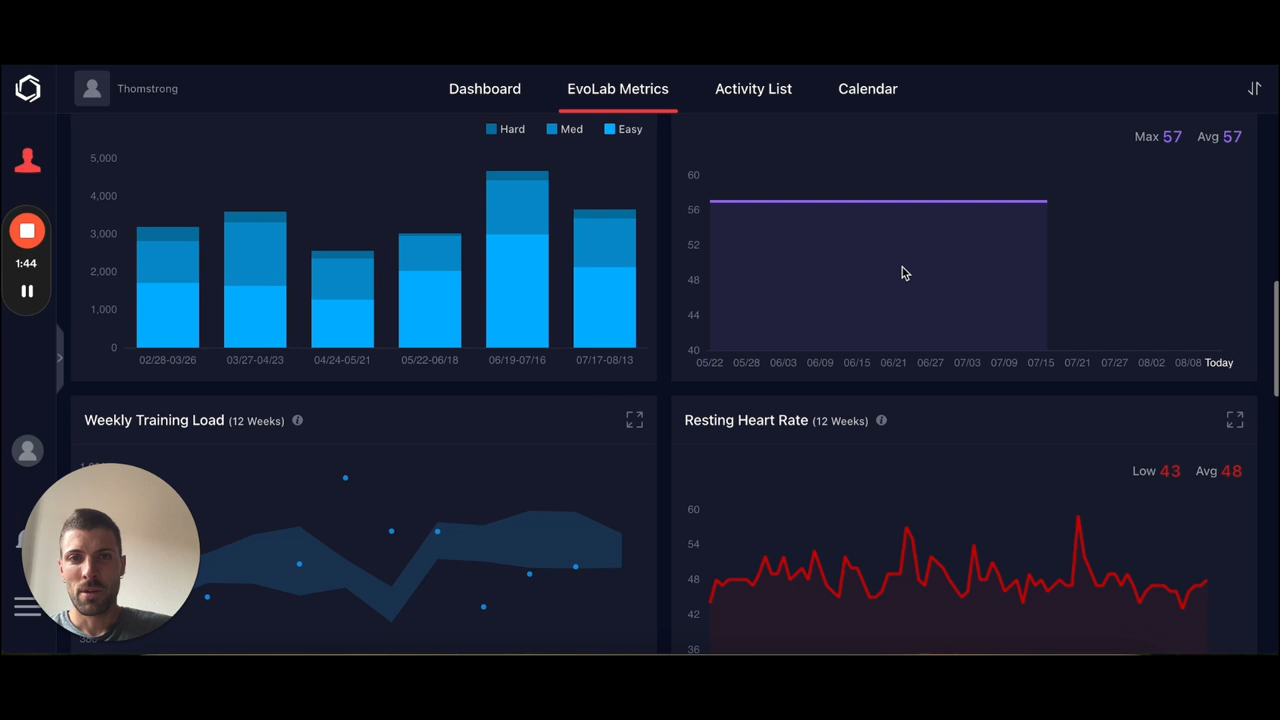 Thomstrong
Dashboard
EvoLab Metrics
Activity List
Calendar
Hard Med Easy
5,000
4,000
3,000
2,000
1,000
0
02/28-03/26 03/27-04/23 04/24-05/21 05/22-06/18 06/19-07/16 07/17-08/13
Max 57 Avg 57
60
56
52
48
44
40
05/22 05/28 06/03 06/09 06/15 06/21 06/27 07/03 07/09 07/15 07/21 07/27 08/02 08/08 Today
1:44
Weekly Training Load (12 Weeks)
Resting Heart Rate (12 Weeks)
Low 43 Avg 48
60
54
48
42
36